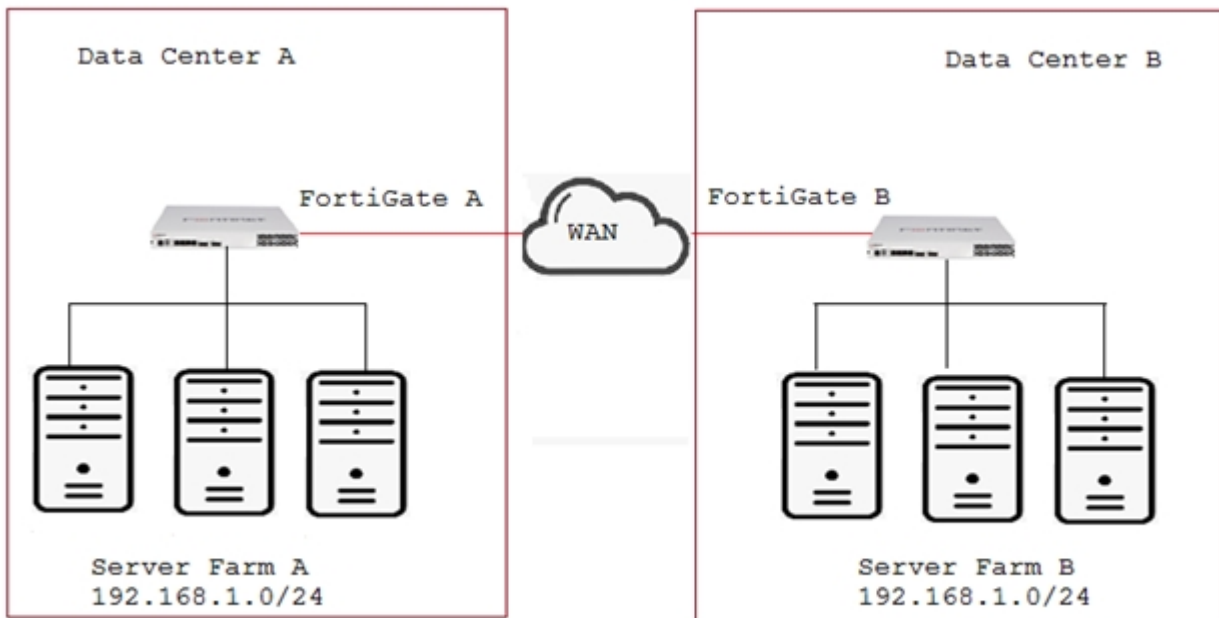 Data Center A
Data Center B
FortiGate A
FortiGate B
WAN
Server Farm A
192.168.1.0/24
Server Farm B
192.168.1.0/24